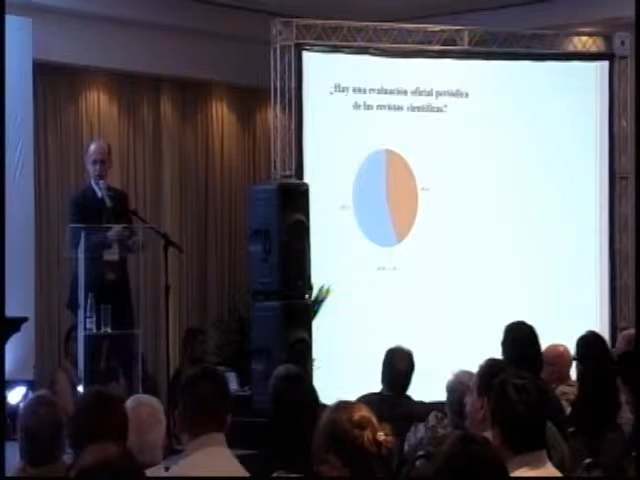 ¿Hay una evaluación oficial periódica
de las revistas científicas?